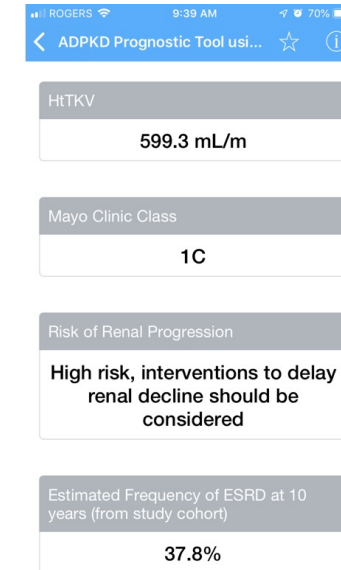 ROGERS 9:39 AM 70%
ADPKD Prognostic Tool usi...
HtTKV
599.3 mL/m
Mayo Clinic Class
1C
Risk of Renal Progression
High risk, interventions to delay
renal decline should be
considered
Estimated Frequency of ESRD at 10
years (from study cohort)
37.8%